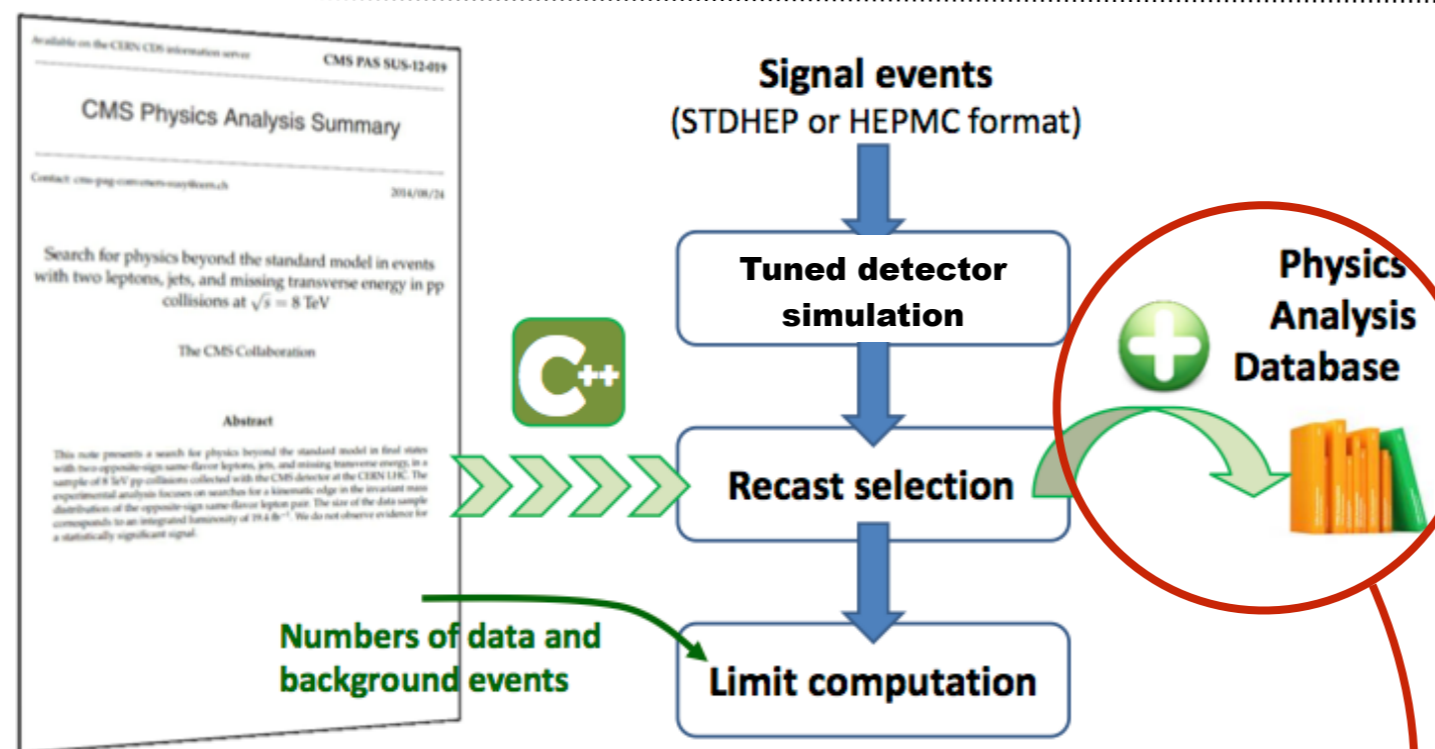 Available on the CERN CDS information server
CMS PAS SUS-12-019
CMS Physics Analysis Summary
Contact: cms-pag-conveners-susy@cern.ch
2014/08/24
Search for physics beyond the standard model in events
with two leptons, jets, and missing transverse energy in pp
collisions at √s = 8 TeV
The CMS Collaboration
Abstract
This note presents a search for physics beyond the standard model in final states
with two opposite-sign same-flavor leptons, jets, and missing transverse energy, in a
sample of 8 TeV pp collisions collected with the CMS detector at the CERN LHC. The
experimental analysis focuses on searches for a kinematic edge in the invariant mass
distribution of the opposite-sign same-flavor lepton pair. The size of the data sample
corresponds to an integrated luminosity of 19.4 fb⁻¹. We do not observe evidence for
a statistically significant signal.
C++
Signal events
(STDHEP or HEPMC format)
Tuned detector
simulation
Recast selection
Numbers of data and
background events
Limit computation
Physics
Analysis
Database